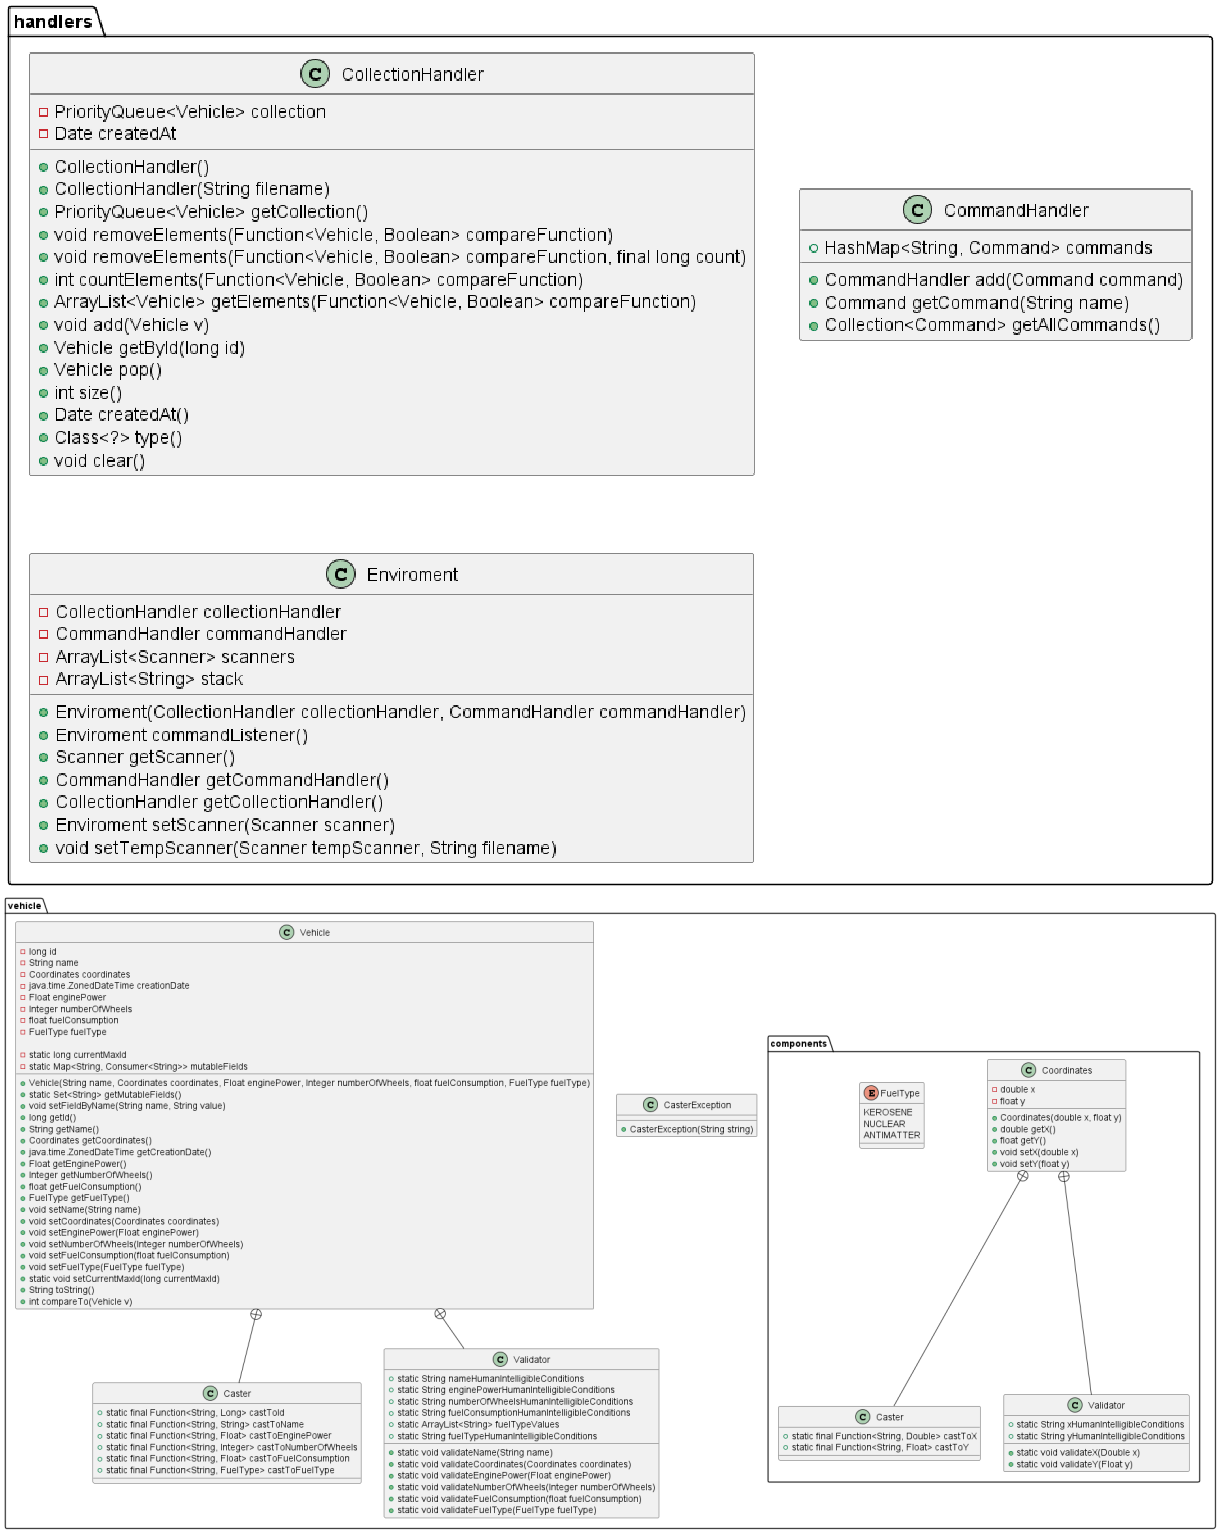 handlers
C CollectionHandler
PriorityQueue<Vehicle> collection
Date createdAt
CollectionHandler()
CollectionHandler(String filename)
PriorityQueue<Vehicle> getCollection()
void removeElements(Function<Vehicle, Boolean> compareFunction)
void removeElements(Function<Vehicle, Boolean> compareFunction, final long count)
int countElements(Function<Vehicle, Boolean> compareFunction)
ArrayList<Vehicle> getElements(Function<Vehicle, Boolean> compareFunction)
void add(Vehicle v)
Vehicle getById(long id)
Vehicle pop()
int size()
Date createdAt()
Class<?> type()
void clear()
C CommandHandler
HashMap<String, Command> commands
CommandHandler add(Command command)
Command getCommand(String name)
Collection<Command> getAllCommands()
C Enviroment
CollectionHandler collectionHandler
CommandHandler commandHandler
ArrayList<Scanner> scanners
ArrayList<String> stack
Enviroment(CollectionHandler collectionHandler, CommandHandler commandHandler)
Enviroment commandListener()
Scanner getScanner()
CommandHandler getCommandHandler()
CollectionHandler getCollectionHandler()
Enviroment setScanner(Scanner scanner)
void setTempScanner(Scanner tempScanner, String filename)
vehicle
C Vehicle
long id
String name
Coordinates coordinates
java.time.ZonedDateTime creationDate
Float enginePower
Integer numberOfWheels
float fuelConsumption
FuelType fuelType
static long currentMaxId
static Map<String, Consumer<String>> mutableFields
Vehicle(String name, Coordinates coordinates, Float enginePower, Integer numberOfWheels, float fuelConsumption, FuelType fuelType)
static Set<String> getMutableFields()
void setFieldByName(String name, String value)
long getId()
String getName()
Coordinates getCoordinates()
java.time.ZonedDateTime getCreationDate()
Float getEnginePower()
Integer getNumberOfWheels()
float getFuelConsumption()
FuelType getFuelType()
void setName(String name)
void setCoordinates(Coordinates coordinates)
void setEnginePower(Float enginePower)
void setNumberOfWheels(Integer numberOfWheels)
void setFuelConsumption(float fuelConsumption)
void setFuelType(FuelType fuelType)
static void setCurrentMaxId(long currentMaxId)
String toString()
int compareTo(Vehicle v)
C CasterException
CasterException(String string)
components
E FuelType
KEROSENE
NUCLEAR
ANTIMATTER
C Coordinates
double x
float y
Coordinates(double x, float y)
double getX()
float getY()
void setX(double x)
void setY(float y)
C Caster
static final Function<String, Long> castToId
static final Function<String, String> castToName
static final Function<String, Float> castToEnginePower
static final Function<String, Integer> castToNumberOfWheels
static final Function<String, Float> castToFuelConsumption
static final Function<String, FuelType> castToFuelType
C Validator
static String nameHumanIntelligibleConditions
static String enginePowerHumanIntelligibleConditions
static String numberOfWheelsHumanIntelligibleConditions
static String fuelConsumptionHumanIntelligibleConditions
static ArrayList<String> fuelTypeValues
static String fuelTypeHumanIntelligibleConditions
static void validateName(String name)
static void validateCoordinates(Coordinates coordinates)
static void validateEnginePower(Float enginePower)
static void validateNumberOfWheels(Integer numberOfWheels)
static void validateFuelConsumption(float fuelConsumption)
static void validateFuelType(FuelType fuelType)
C Caster
static final Function<String, Double> castToX
static final Function<String, Float> castToY
C Validator
static String xHumanIntelligibleConditions
static String yHumanIntelligibleConditions
static void validateX(Double x)
static void validateY(Float y)